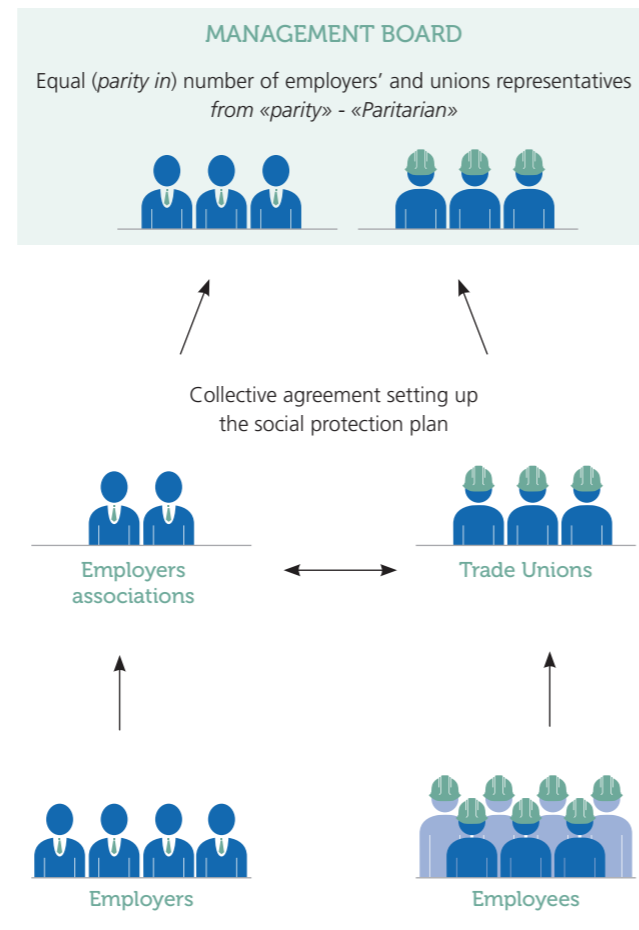 MANAGEMENT BOARD
Equal (parity in) number of employers’ and unions representatives
from «parity» - «Paritarian»
Collective agreement setting up
the social protection plan
Employers
associations
Trade Unions
Employers
Employees